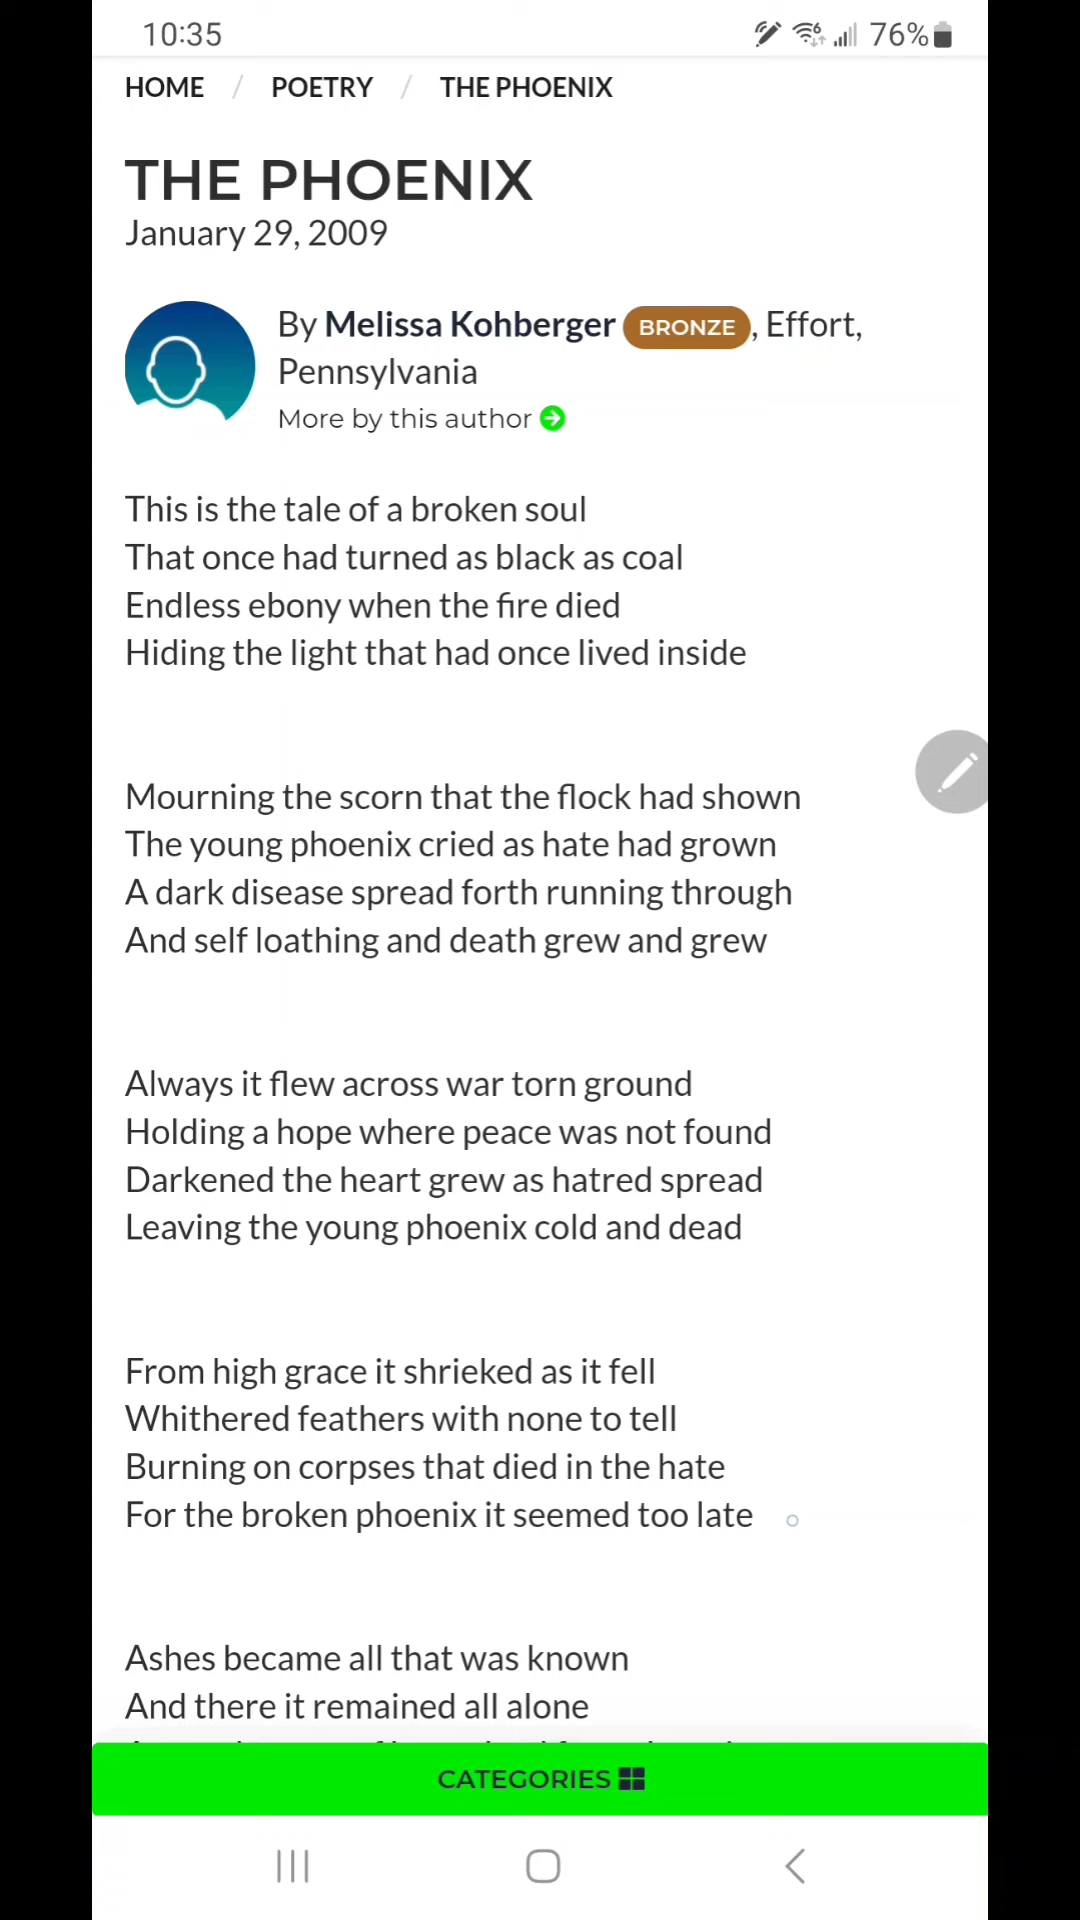 10:35
6
76%
HOME / POETRY / THE PHOENIX
THE PHOENIX
January 29, 2009
By Melissa Kohberger BRONZE, Effort,
Pennsylvania
More by this author
This is the tale of a broken soul
That once had turned as black as coal
Endless ebony when the fire died
Hiding the light that had once lived inside
Mourning the scorn that the flock had shown
The young phoenix cried as hate had grown
A dark disease spread forth running through
And self loathing and death grew and grew
Always it flew across war torn ground
Holding a hope where peace was not found
Darkened the heart grew as hatred spread
Leaving the young phoenix cold and dead
From high grace it shrieked as it fell
Whithered feathers with none to tell
Burning on corpses that died in the hate
For the broken phoenix it seemed too late
Ashes became all that was known
And there it remained all alone
CATEGORIES